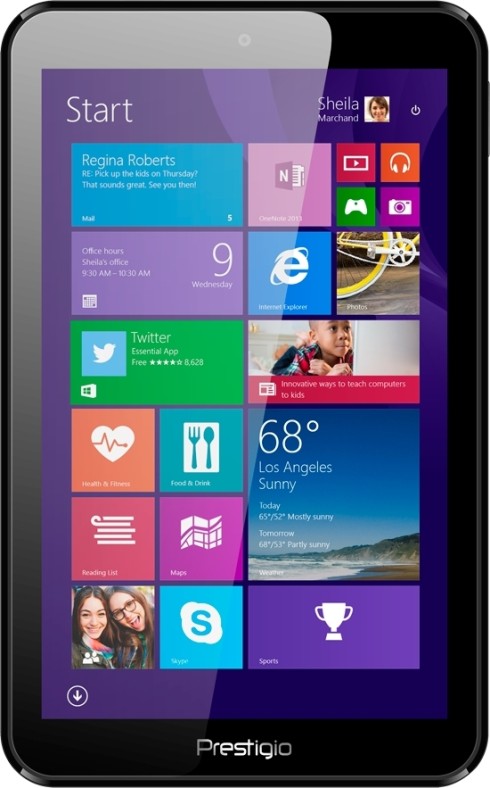 Start
Sheila
Marchand
Regina Roberts
RE: Pick up the kids on Thursday?
That sounds great. See you then!
Mail
5
OneNote 2013
Office hours
Sheila's office
9:30 AM – 10:30 AM
9
Wednesday
Internet Explorer
Photos
Twitter
Essential App
Free ★★★★☆ 8,628
Innovative ways to teach computers
to kids
Health & Fitness
Food & Drink
68°
Los Angeles
Sunny
Today
65°/52° Mostly sunny
Tomorrow
68°/53° Partly sunny
Weather
Reading List
Maps
Skype
Sports
Prestigio